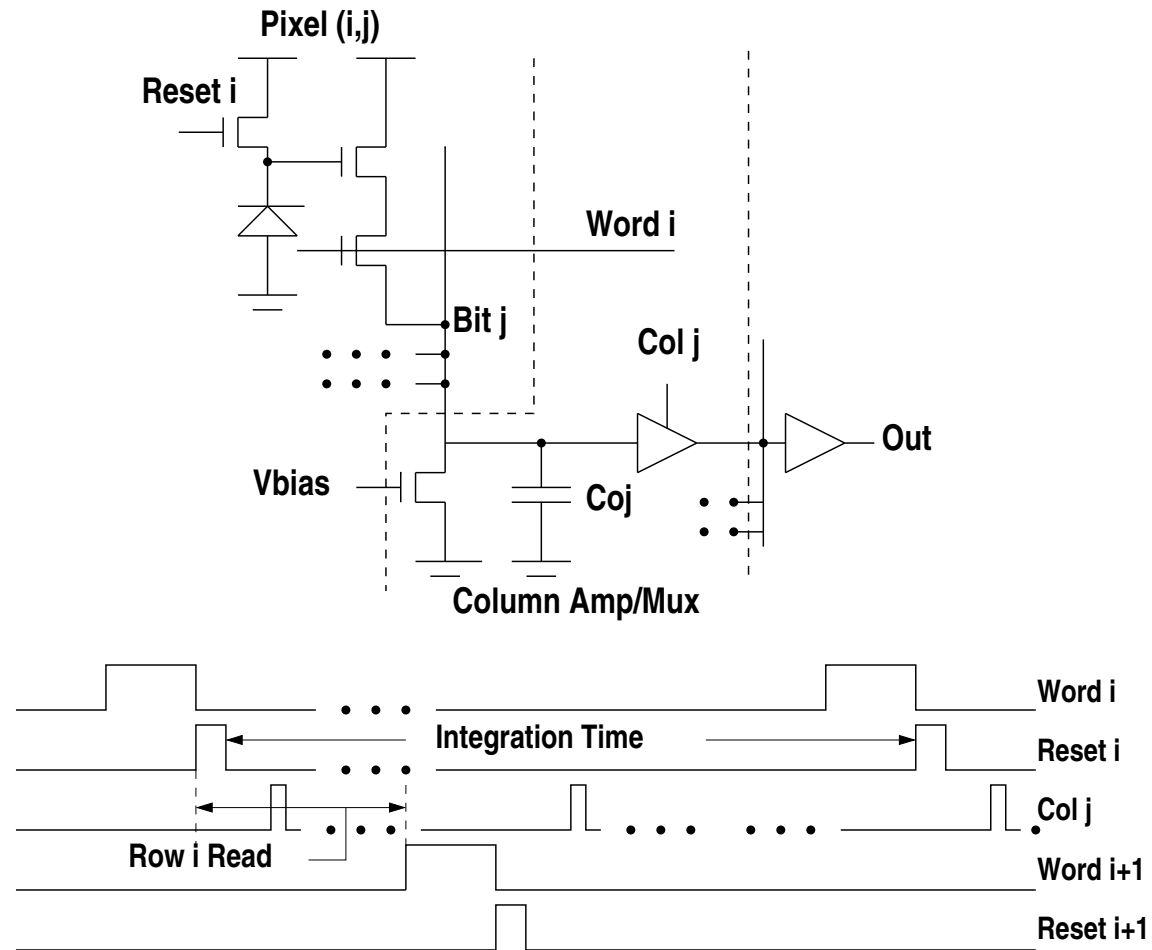 Pixel (i,j)
Reset i
Word i
Bit j
Col j
Out
Vbias
Coj
Column Amp/Mux
Word i
Integration Time
Reset i
Col j
Row i Read
Word i+1
Reset i+1